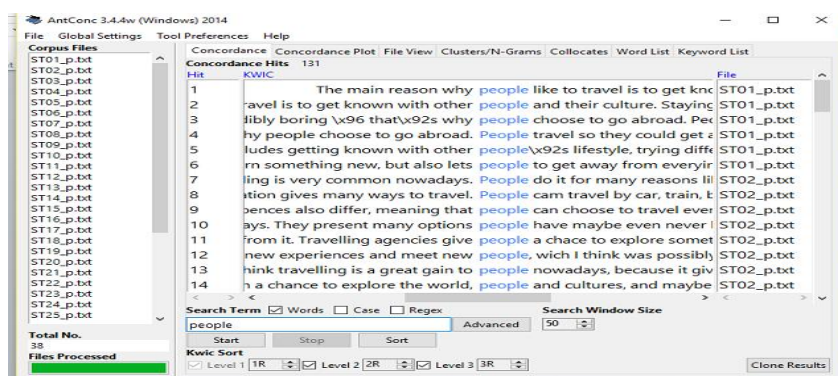 AntConc 3.4.4w (Windows) 2014
File Global Settings Tool Preferences Help
Corpus Files
ST01_p.txt
ST02_p.txt
ST03_p.txt
ST04_p.txt
ST05_p.txt
ST06_p.txt
ST07_p.txt
ST08_p.txt
ST09_p.txt
ST10_p.txt
ST11_p.txt
ST12_p.txt
ST13_p.txt
ST14_p.txt
ST15_p.txt
ST16_p.txt
ST17_p.txt
ST18_p.txt
ST19_p.txt
ST20_p.txt
ST21_p.txt
ST22_p.txt
ST23_p.txt
ST24_p.txt
ST25_p.txt
Total No.
38
Files Processed
Concordance Concordance Plot File View Clusters/N-Grams Collocates Word List Keyword List
Concordance Hits 131
Hit KWIC File
1 The main reason why people like to travel is to get knc ST01_p.txt
2 ravel is to get known with other people and their culture. Staying ST01_p.txt
3 dibly boring \x96 that\x92s why people choose to go abroad. Pec ST01_p.txt
4 hy people choose to go abroad. People travel so they could get a ST01_p.txt
5 ludes getting known with other people\x92s lifestyle, trying diffe ST01_p.txt
6 rn something new, but also lets people to get away from everyir ST01_p.txt
7 ling is very common nowadays. People do it for many reasons lil ST02_p.txt
8 ation gives many ways to travel. People cam travel by car, train, b ST02_p.txt
9 pences also differ, meaning that people can choose to travel ever ST02_p.txt
10 ays. They present many options people have maybe even never l ST02_p.txt
11 from it. Travelling agencies give people a chace to explore somet ST02_p.txt
12 new experiences and meet new people, wich I think was possibly ST02_p.txt
13 hink travelling is a great gain to people nowadays, because it giv ST02_p.txt
14 n a chance to explore the world, people and cultures, and maybe ST02_p.txt
Search Term Words Case Regex Search Window Size
people Advanced 50
Start Stop Sort
Kwic Sort
Level 1 1R Level 2 2R Level 3 3R Clone Results